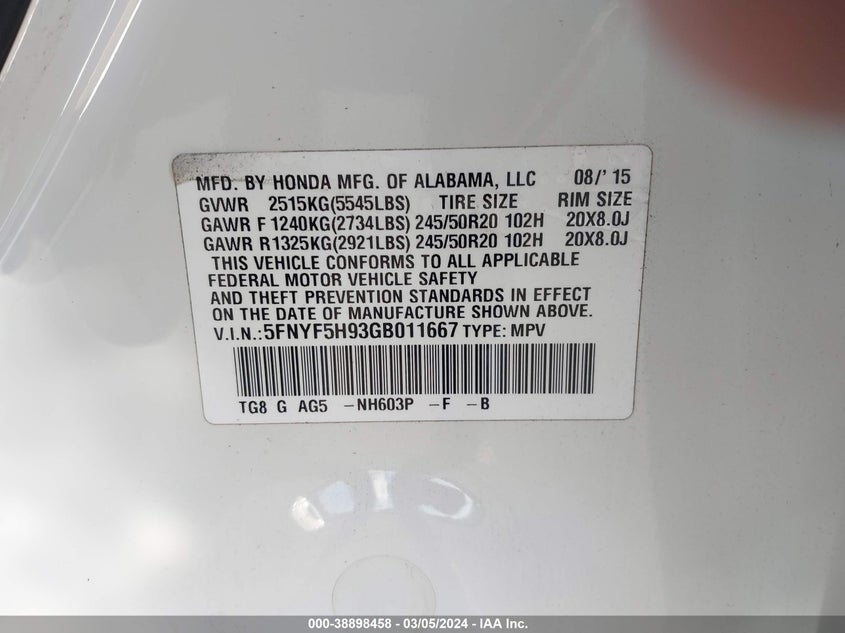 MFD. BY HONDA MFG. OF ALABAMA, LLC 08/'15
GVWR 2515KG(5545LBS) TIRE SIZE RIM SIZE
GAWR F 1240KG(2734LBS) 245/50R20 102H 20X8.0J
GAWR R1325KG(2921LBS) 245/50R20 102H 20X8.0J
THIS VEHICLE CONFORMS TO ALL APPLICABLE
FEDERAL MOTOR VEHICLE SAFETY
AND THEFT PREVENTION STANDARDS IN EFFECT
ON THE DATE OF MANUFACTURE SHOWN ABOVE.
V.I.N.:5FNYF5H93GB011667 TYPE: MPV
TG8 G AG5 -NH603P -F -B
000-38898458 - 03/05/2024 - IAA Inc.